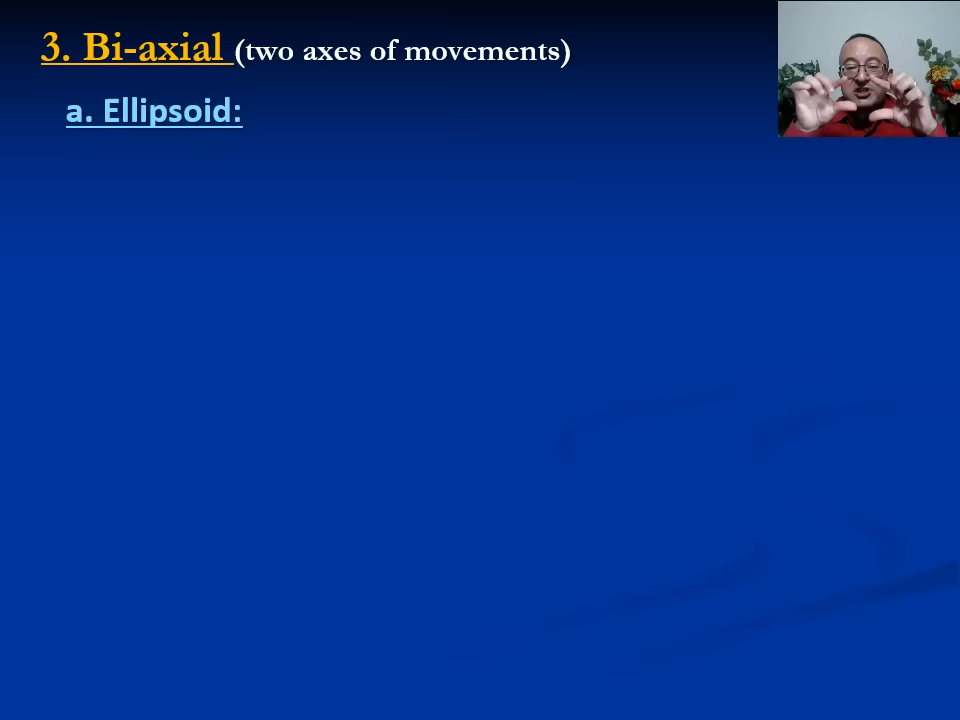 3. Bi-axial (two axes of movements)
a. Ellipsoid: